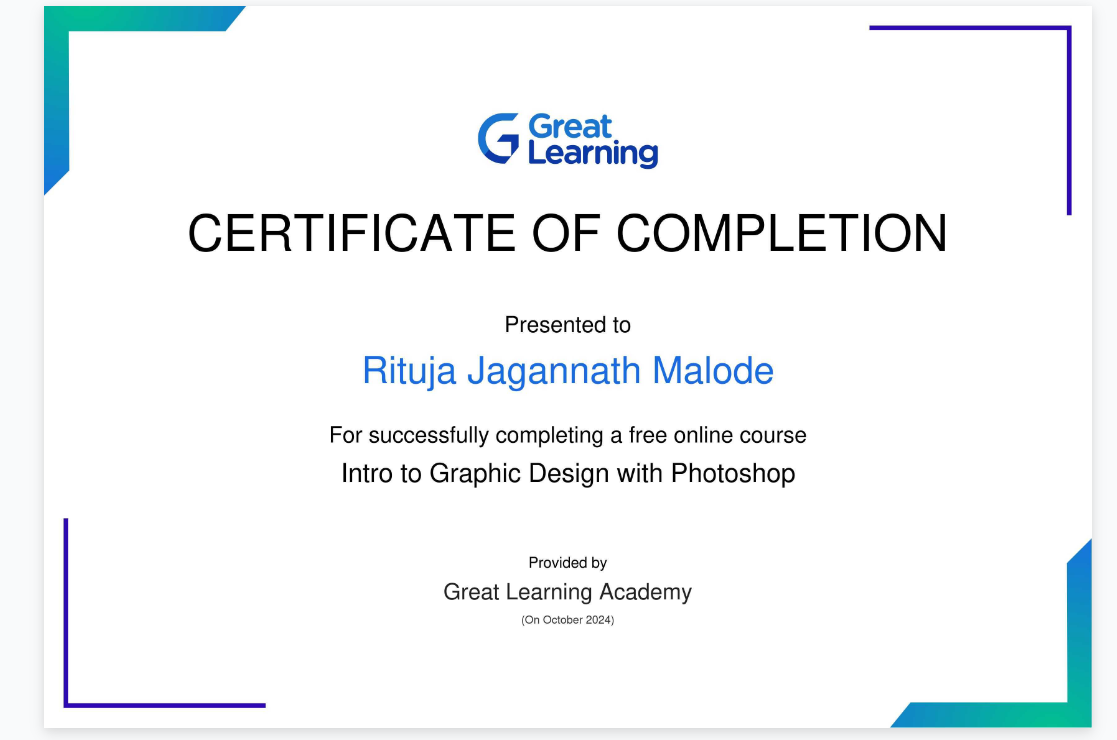 Great
Learning
CERTIFICATE OF COMPLETION
Presented to
Rituja Jagannath Malode
For successfully completing a free online course
Intro to Graphic Design with Photoshop
Provided by
Great Learning Academy
(On October 2024)